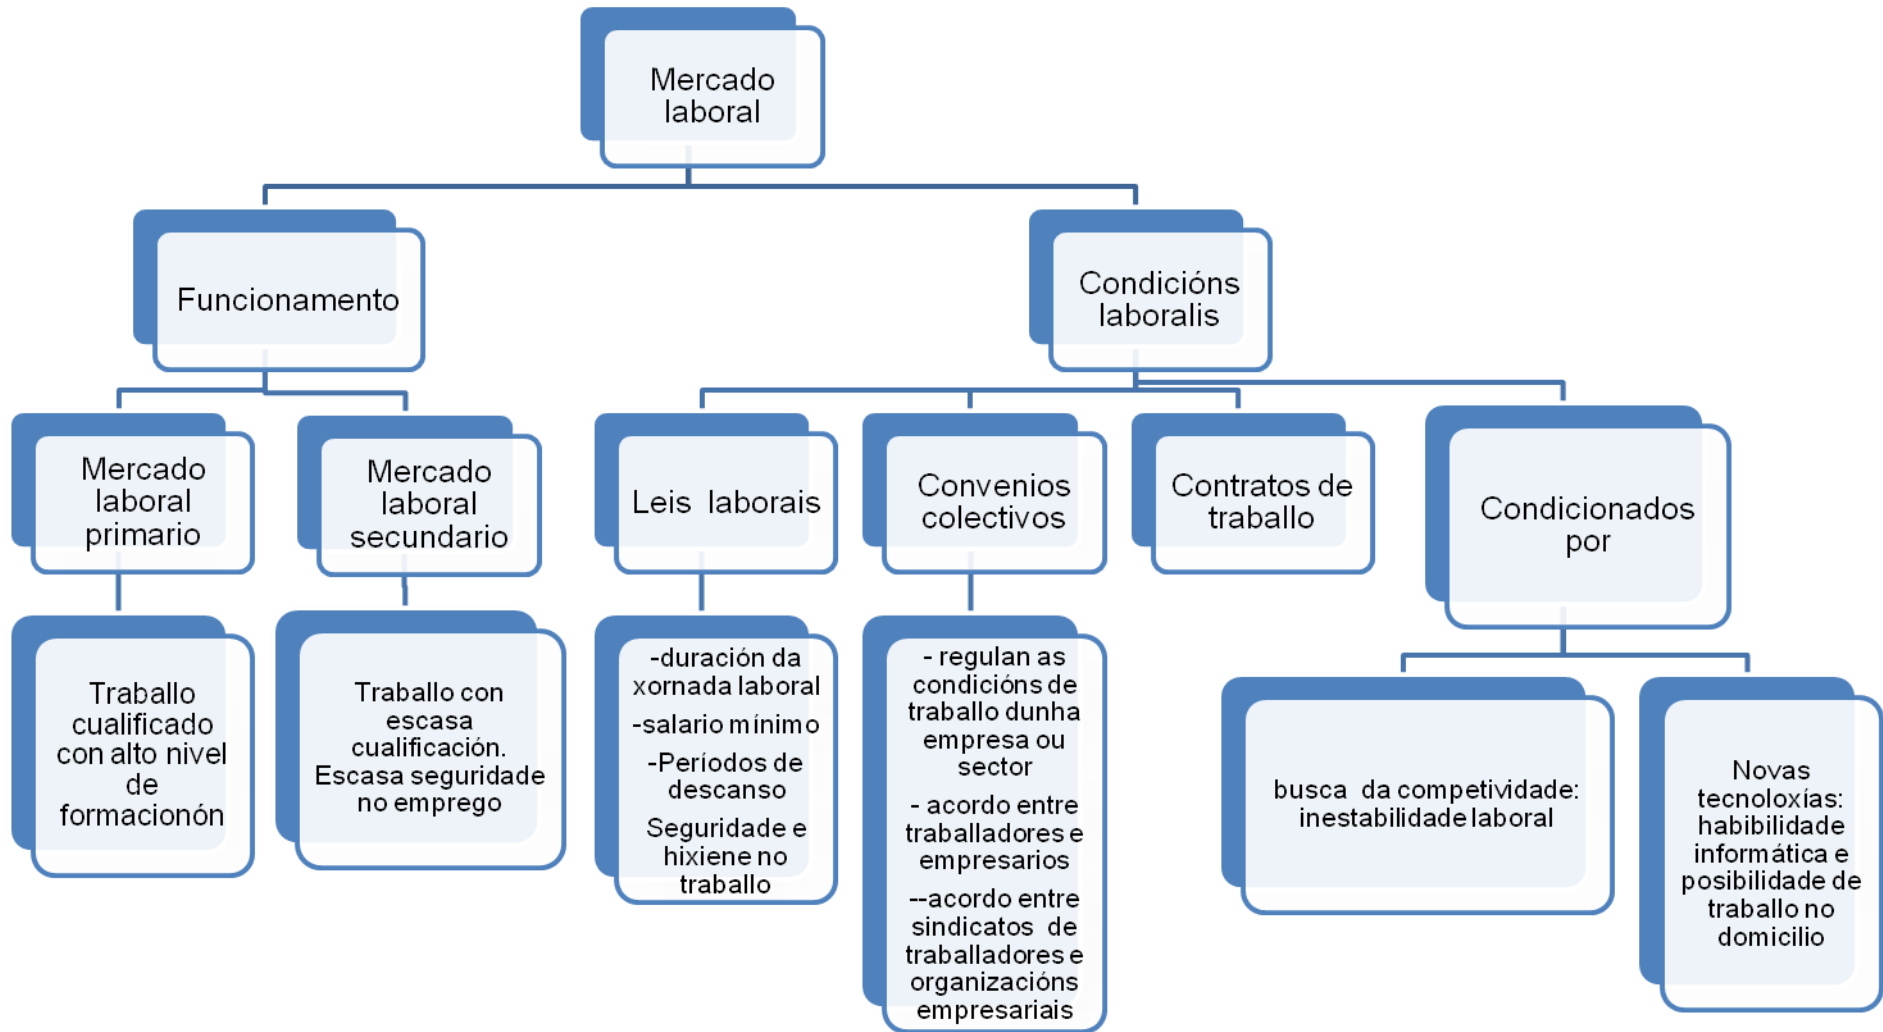 Mercado
laboral
Funcionamento
Condicións
laboralis
Mercado
laboral
primario
Mercado
laboral
secundario
Leis laborais
Convenios
colectivos
Contratos de
traballo
Condicionados
por
Traballo
cualificado
con alto nivel
de
formacionón
Traballo con
escasa
cualificación.
Escasa seguridade
no emprego
-duración da
xornada laboral
-salario mínimo
-Períodos de
descanso
Seguridade e
hixiene no
traballo
- regulan as
condicións de
traballo dunha
empresa ou
sector
- acordo entre
traballadores e
empresarios
--acordo entre
sindicatos de
traballadores e
organizacións
empresariais
busca da competividade:
inestabilidade laboral
Novas
tecnoloxías:
habibilidade
informática e
posibilidade de
traballo no
domicilio